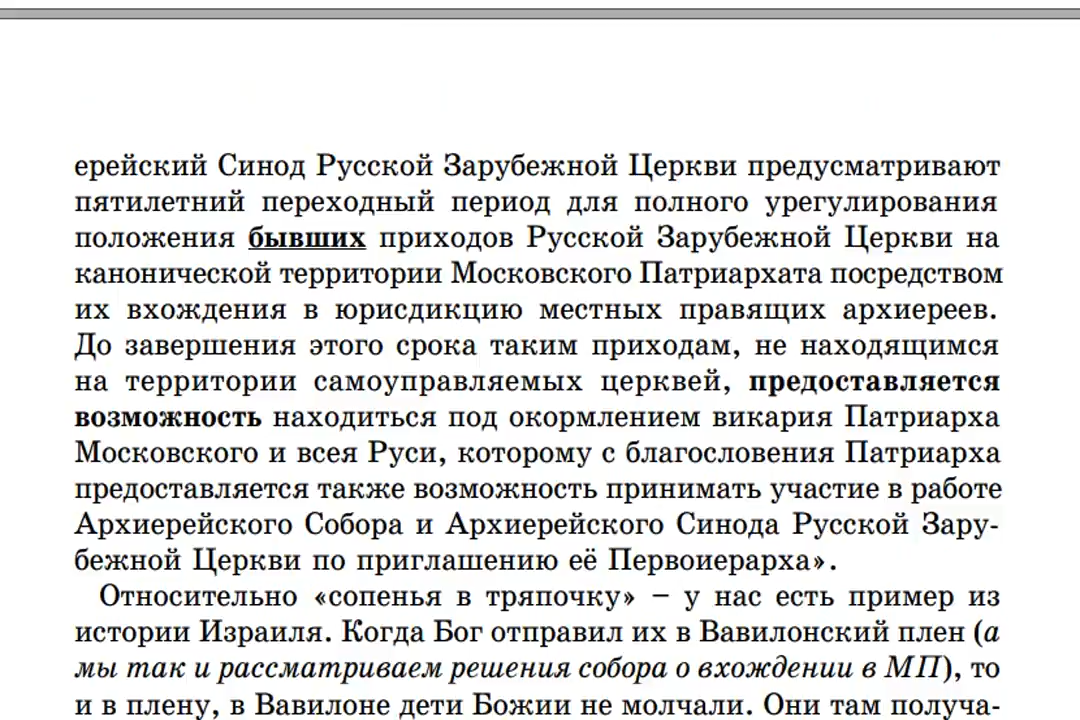 ерейский Синод Русской Зарубежной Церкви предусматривают
пятилетний переходный период для полного урегулирования
положения бывших приходов Русской Зарубежной Церкви на
канонической территории Московского Патриархата посредством
их вхождения в юрисдикцию местных правящих архиереев.
До завершения этого срока таким приходам, не находящимся
на территории самоуправляемых церквей, предоставляется
возможность находиться под окормлением викария Патриарха
Московского и всея Руси, которому с благословения Патриарха
предоставляется также возможность принимать участие в работе
Архиерейского Собора и Архиерейского Синода Русской Зару-
бежной Церкви по приглашению её Первоиерарха».
Относительно «сопенья в тряпочку» – у нас есть пример из
истории Израиля. Когда Бог отправил их в Вавилонский плен (а
мы так и рассматриваем решения собора о вхождении в МП), то
и в плену, в Вавилоне дети Божии не молчали. Они там получа-